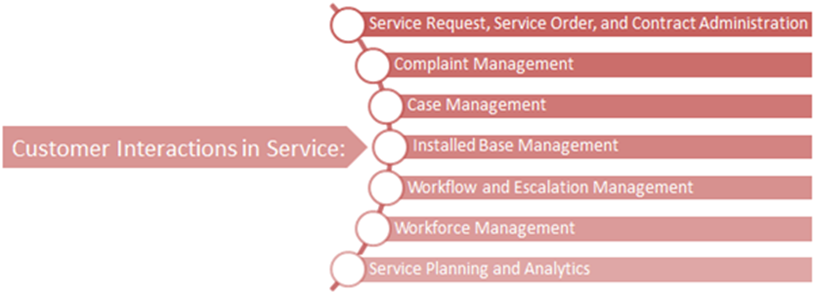 Customer Interactions in Service:
Service Request, Service Order, and Contract Administration
Complaint Management
Case Management
Installed Base Management
Workflow and Escalation Management
Workforce Management
Service Planning and Analytics